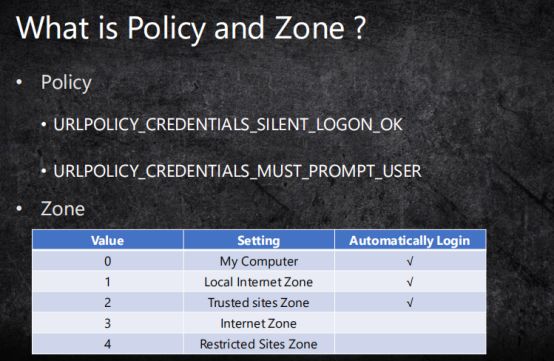 What is Policy and Zone ?
• Policy
• URLPOLICY_CREDENTIALS_SILENT_LOGON_OK
• URLPOLICY_CREDENTIALS_MUST_PROMPT_USER
• Zone
Value Setting Automatically Login
0 My Computer √
1 Local Internet Zone √
2 Trusted sites Zone √
3 Internet Zone
4 Restricted Sites Zone